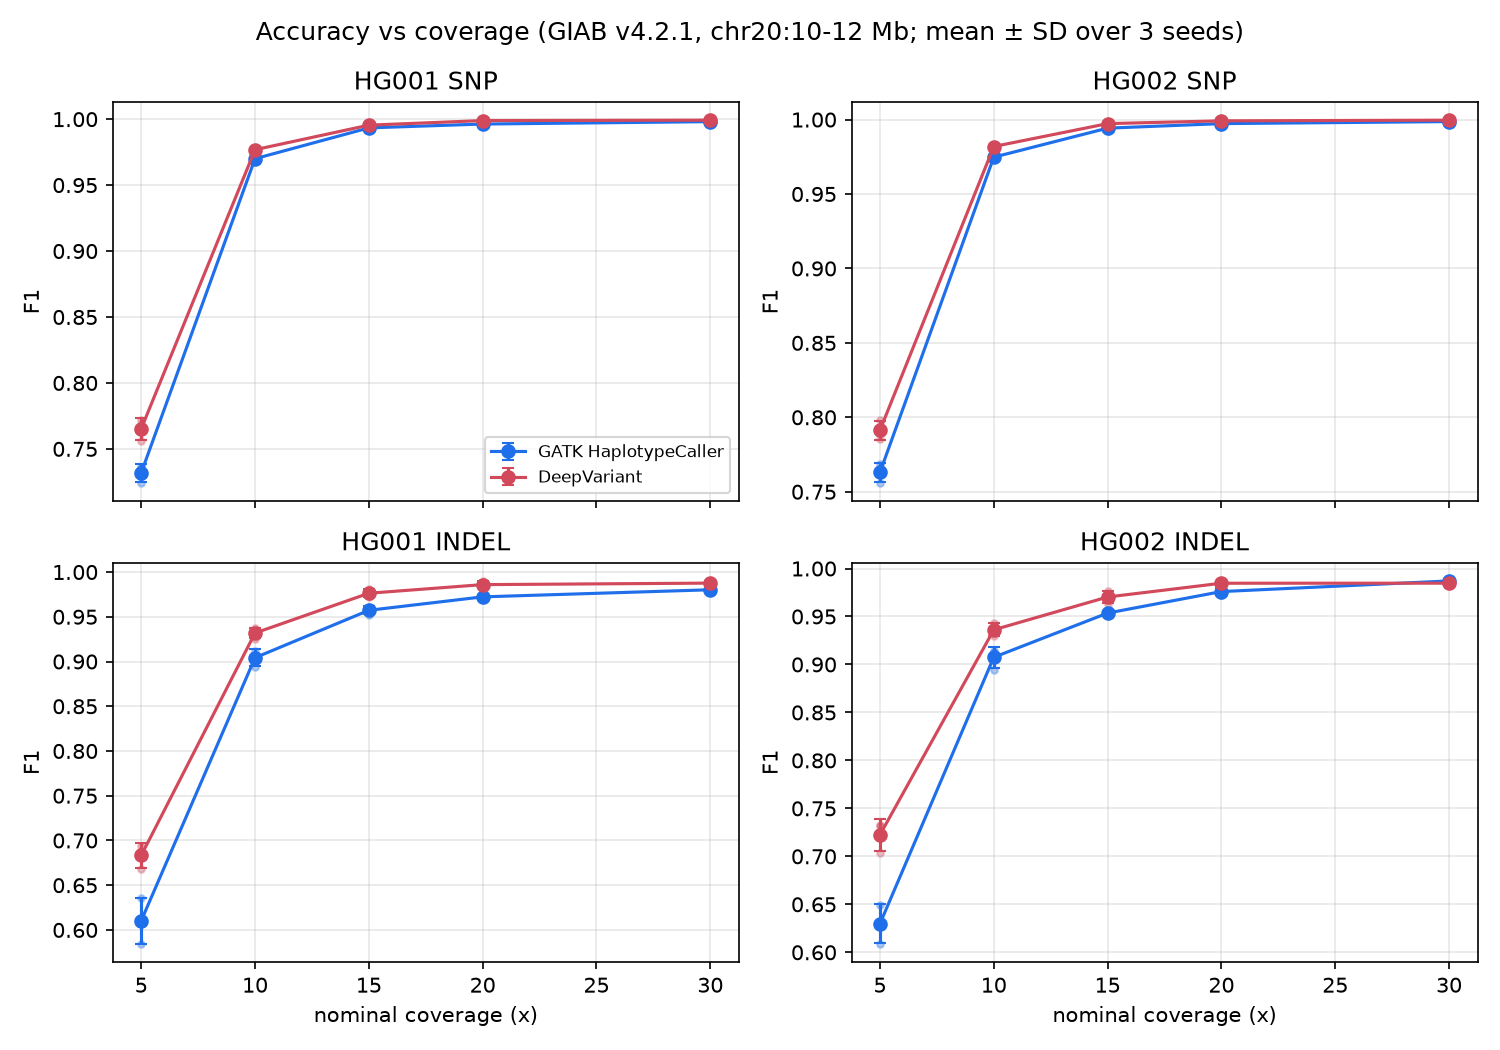 Accuracy vs coverage (GIAB v4.2.1, chr20:10-12 Mb; mean ± SD over 3 seeds)
HG001 SNP
1.00
0.95
0.90
0.85
0.80
0.75
F1
GATK HaplotypeCaller
DeepVariant
HG002 SNP
1.00
0.95
0.90
0.85
0.80
0.75
F1
HG001 INDEL
1.00
0.95
0.90
0.85
0.80
0.75
0.70
0.65
0.60
F1
5 10 15 20 25 30
nominal coverage (x)
HG002 INDEL
1.00
0.95
0.90
0.85
0.80
0.75
0.70
0.65
0.60
F1
5 10 15 20 25 30
nominal coverage (x)